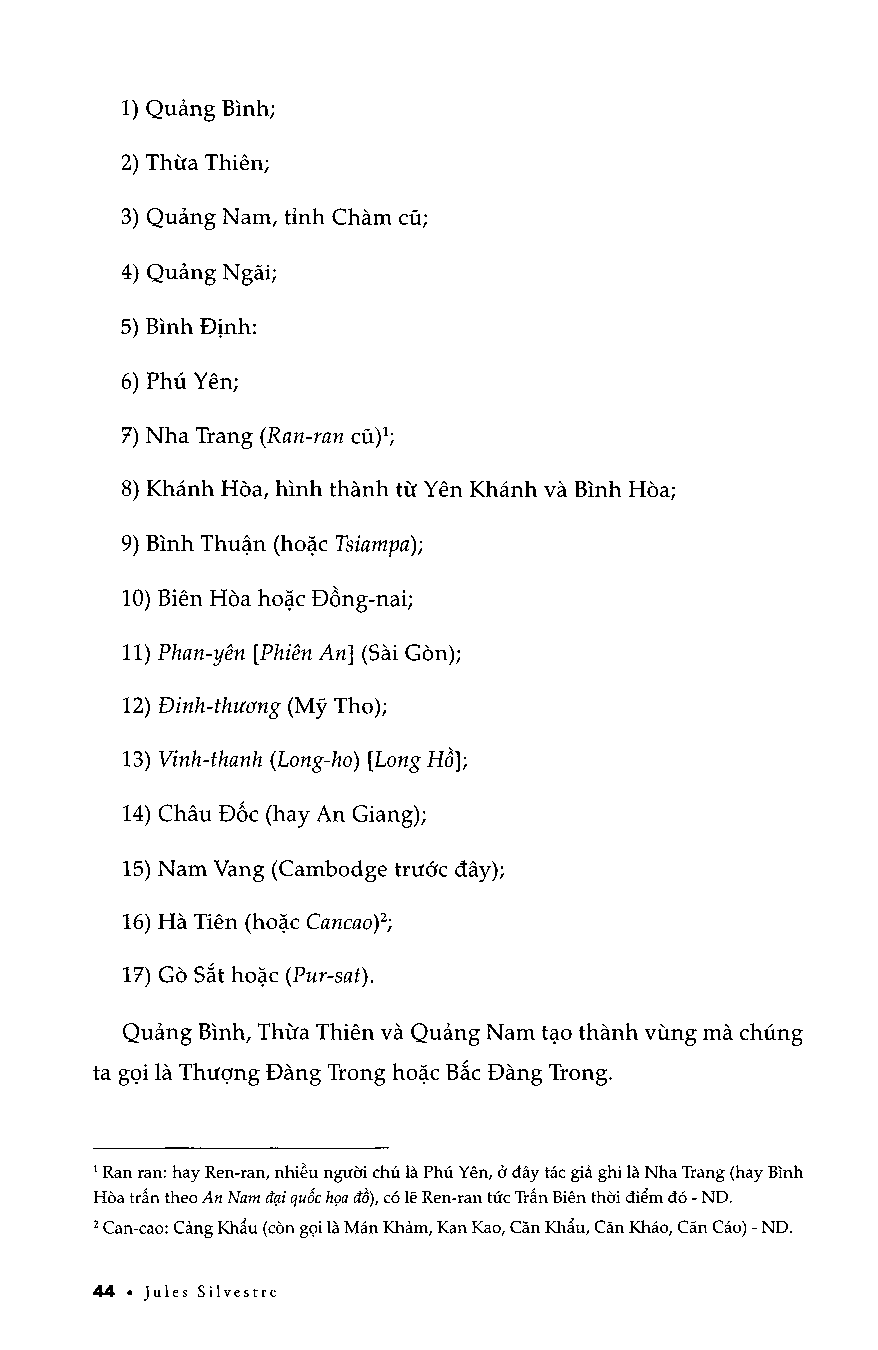 1) Quảng Bình;
2) Thừa Thiên;
3) Quảng Nam, tỉnh Chàm cũ;
4) Quảng Ngãi;
5) Bình Định:
6) Phú Yên;
7) Nha Trang (Ran-ran cũ)¹;
8) Khánh Hòa, hình thành từ Yên Khánh và Bình Hòa;
9) Bình Thuận (hoặc Tsiampa);
10) Biên Hòa hoặc Đồng-nai;
11) Phan-yên [Phiên An] (Sài Gòn);
12) Đinh-thương (Mỹ Tho);
13) Vinh-thanh (Long-ho) [Long Hồ];
14) Châu Đốc (hay An Giang);
15) Nam Vang (Cambodge trước đây);
16) Hà Tiên (hoặc Cancao)²;
17) Gò Sắt hoặc (Pur-sat).
Quảng Bình, Thừa Thiên và Quảng Nam tạo thành vùng mà chúng
ta gọi là Thượng Đàng Trong hoặc Bắc Đàng Trong.
¹ Ran ran: hay Ren-ran, nhiều người chú là Phú Yên, ở đây tác giả ghi là Nha Trang (hay Bình
Hòa trấn theo An Nam đại quốc họa đồ), có lẽ Ren-ran tức Trấn Biên thời điểm đó - ND.
² Can-cao: Cảng Khẩu (còn gọi là Mán Khảm, Kan Kao, Căn Khẩu, Căn Kháo, Căn Cáo) - ND.
44 • Jules Silvestre